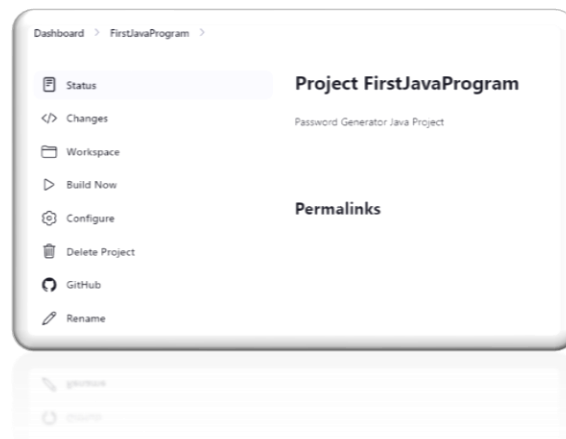 Dashboard > FirstJavaProgram >
Status
Changes
Workspace
Build Now
Configure
Delete Project
GitHub
Rename
Project FirstJavaProgram
Password Generator Java Project
Permalinks